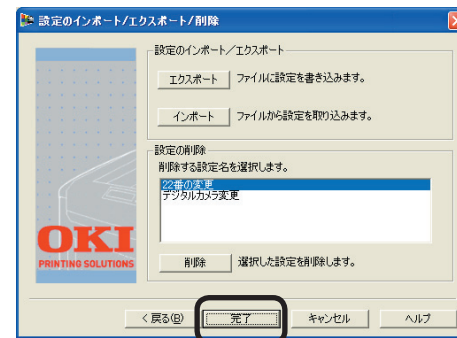 設定のインポート/エクスポート/削除
設定のインポート／エクスポート
エクスポート ファイルに設定を書き込みます。
インポート ファイルから設定を取り込みます。
設定の削除
削除する設定名を選択します。
22番の変更
デジタルカメラ変更
OKI
PRINTING SOLUTIONS
削除 選択した設定を削除します。
< 戻る(B) 完了 キャンセル ヘルプ